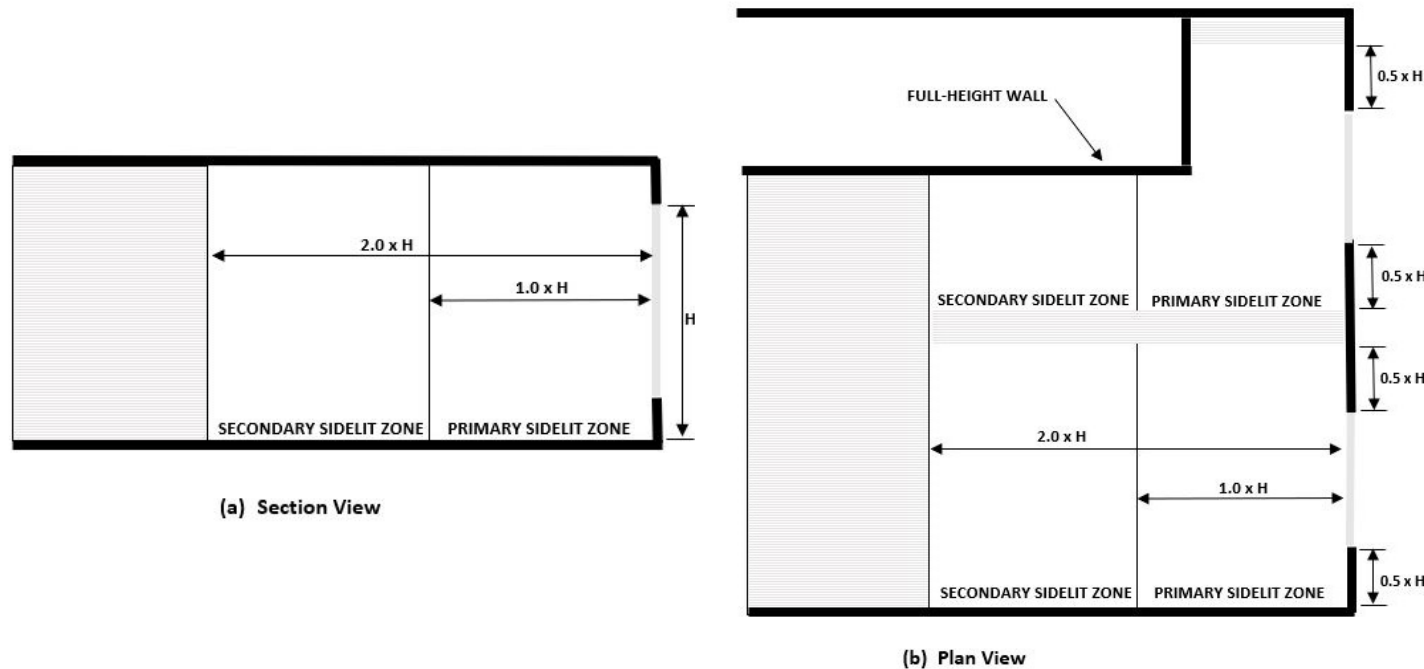 2.0 x H
1.0 x H
H
SECONDARY SIDELIT ZONE
PRIMARY SIDELIT ZONE
(a) Section View
FULL-HEIGHT WALL
0.5 x H
0.5 x H
SECONDARY SIDELIT ZONE
PRIMARY SIDELIT ZONE
0.5 x H
2.0 x H
1.0 x H
0.5 x H
SECONDARY SIDELIT ZONE
PRIMARY SIDELIT ZONE
(b) Plan View